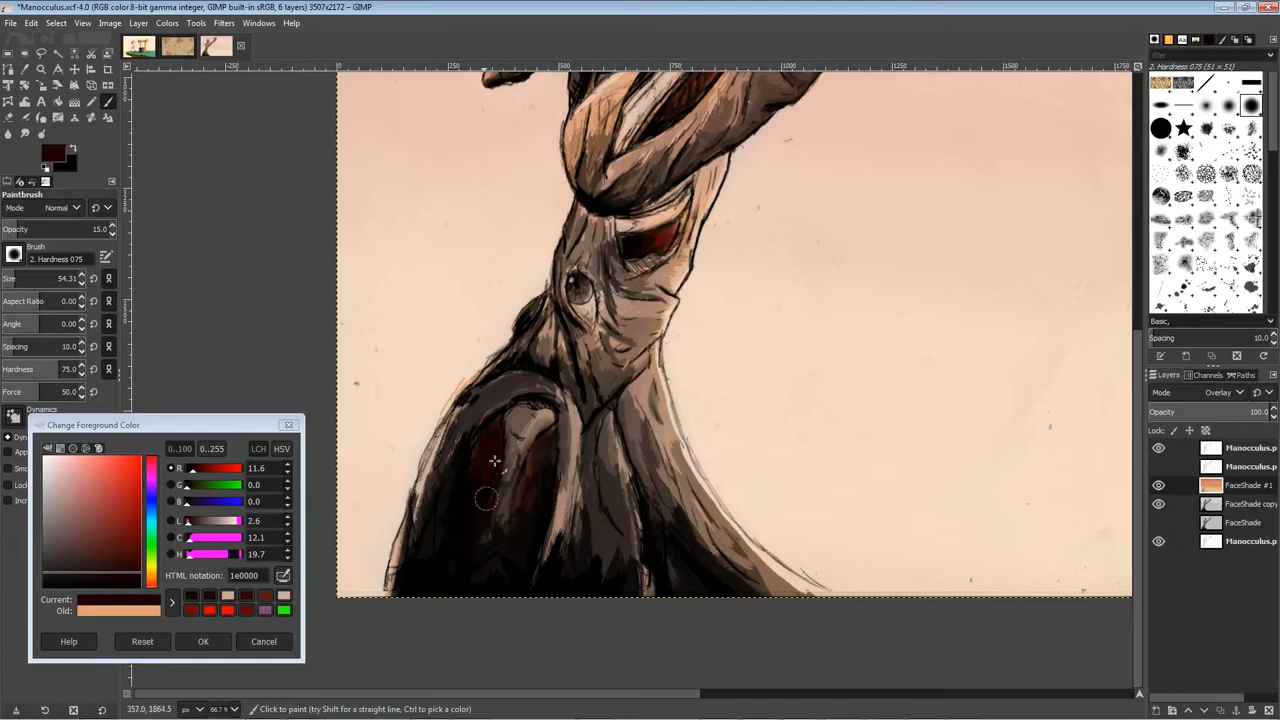 *Manocculus.xcf-4.0 (RGB color 8-bit gamma integer, GIMP built-in sRGB, 6 layers) 3507x2172 – GIMP
File Edit Select View Image Layer Colors Tools Filters Windows Help
-250 0 250 500 750 1000 1250 1500 1750
Paintbrush
Mode Normal
Opacity 15.0
Brush
2. Hardness 075
Size 54.31
Aspect Ratio 0.00
Angle 0.00
Spacing 10.0
Hardness 75.0
Force 50.0
Dynamics
Change Foreground Color
0..100 0..255 LCH HSV
R 11.6
G 0.0
B 0.0
L 2.6
C 12.1
H 19.7
HTML notation: 1e0000
Current:
Old:
Help Reset OK Cancel
filter
2. Hardness 075 (51 × 51)
Basic,
Spacing 10.0
Layers Channels Paths
Mode Overlay
Opacity 100.0
Lock:
Manocculus.p
Manocculus.p
FaceShade #1
FaceShade copy
FaceShade
Manocculus.p
357.0, 1864.5 px 66.7 % Click to paint (try Shift for a straight line, Ctrl to pick a color)